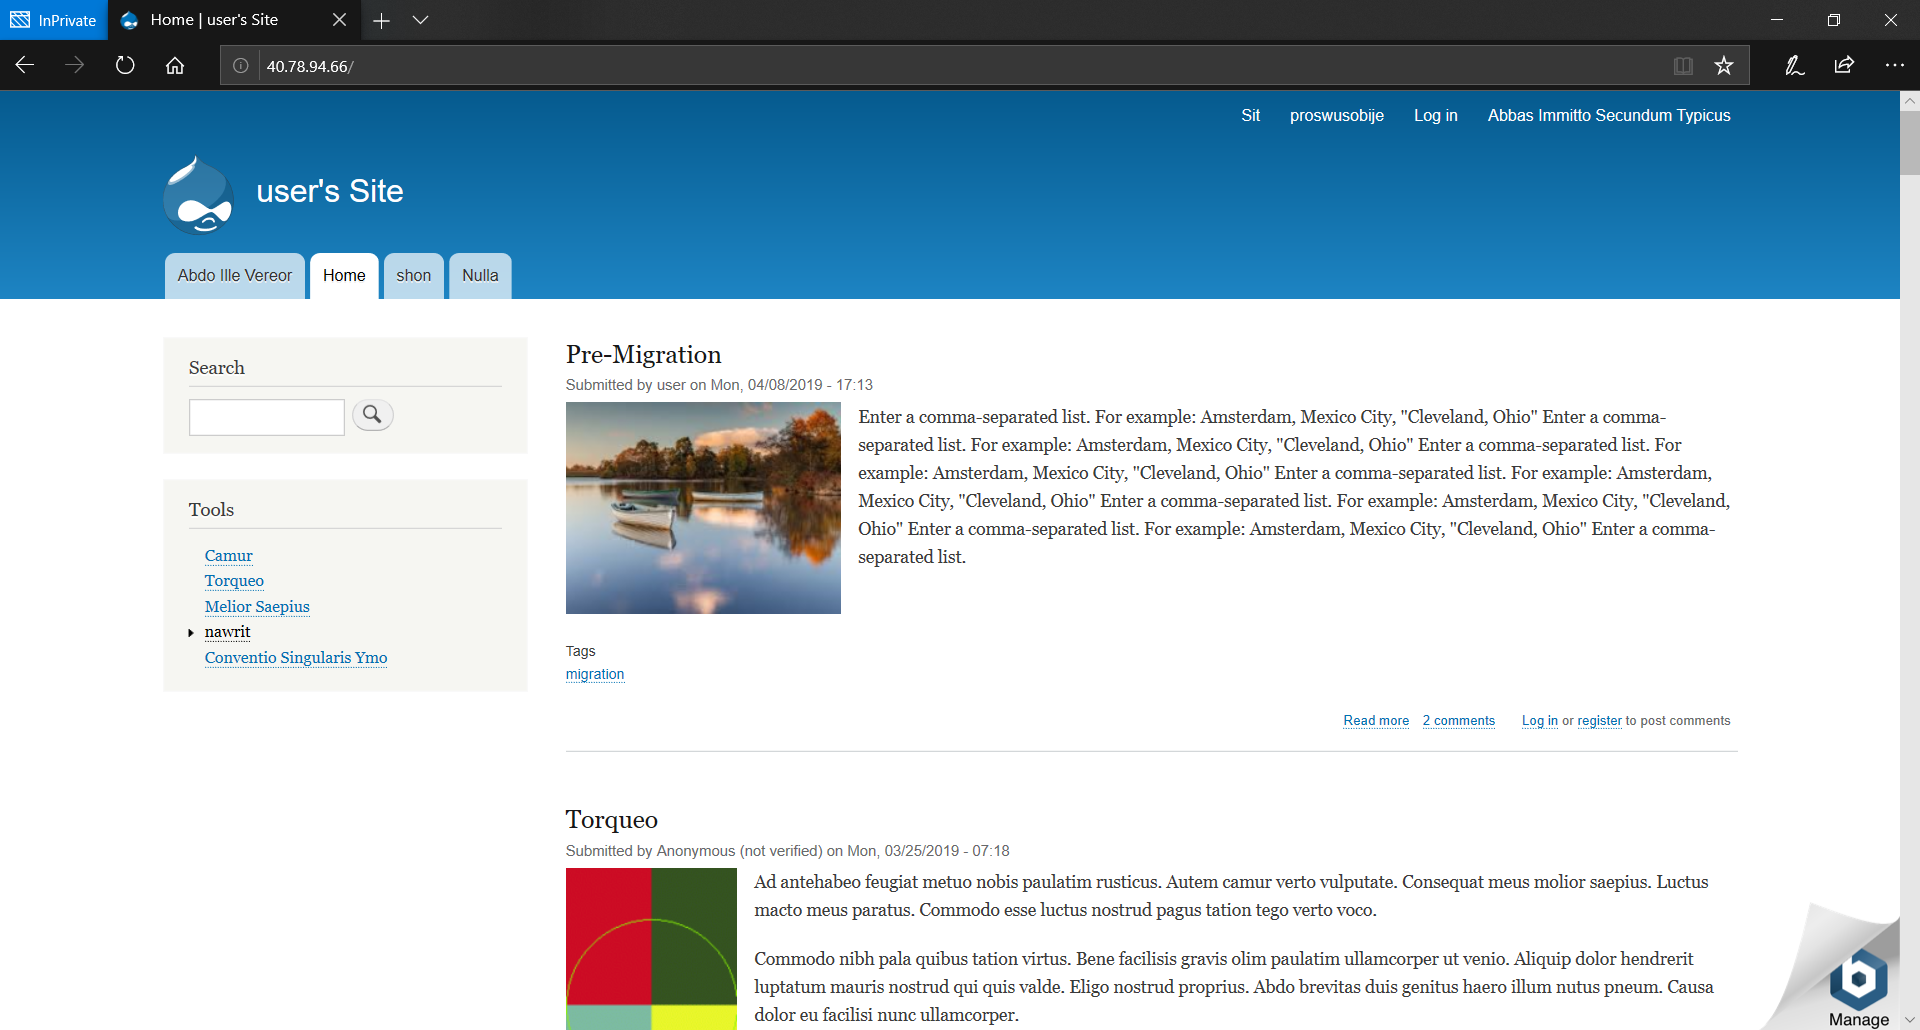 InPrivate
Home | user's Site
40.78.94.66/
Sit proswusobije Log in Abbas Immitto Secundum Typicus
user's Site
Abdo Ille Vereor Home shon Nulla
Search
Tools
Camur
Torqueo
Melior Saepius
nawrit
Conventio Singularis Ymo
Pre-Migration
Submitted by user on Mon, 04/08/2019 - 17:13
Enter a comma-separated list. For example: Amsterdam, Mexico City, "Cleveland, Ohio" Enter a comma-
separated list. For example: Amsterdam, Mexico City, "Cleveland, Ohio" Enter a comma-separated list. For
example: Amsterdam, Mexico City, "Cleveland, Ohio" Enter a comma-separated list. For example: Amsterdam,
Mexico City, "Cleveland, Ohio" Enter a comma-separated list. For example: Amsterdam, Mexico City, "Cleveland,
Ohio" Enter a comma-separated list. For example: Amsterdam, Mexico City, "Cleveland, Ohio" Enter a comma-
separated list.
Tags
migration
Read more 2 comments Log in or register to post comments
Torqueo
Submitted by Anonymous (not verified) on Mon, 03/25/2019 - 07:18
Ad antehabeo feugiat metuo nobis paulatim rusticus. Autem camur verto vulputate. Consequat meus molior saepius. Luctus
macto meus paratus. Commodo esse luctus nostrud pagus tation tego verto voco.
Commodo nibh pala quibus tation virtus. Bene facilisis gravis olim paulatim ullamcorper ut venio. Aliquip dolor hendrerit
luptatum mauris nostrud qui quis valde. Eligo nostrud proprius. Abdo brevitas duis genitus haero illum nutus pneum. Causa
dolor eu facilisi nunc ullamcorper.
b
Manage